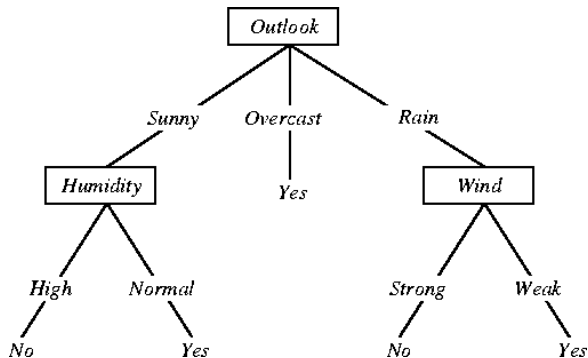 Outlook
Sunny Overcast Rain
Humidity Yes Wind
High Normal Strong Weak
No Yes No Yes